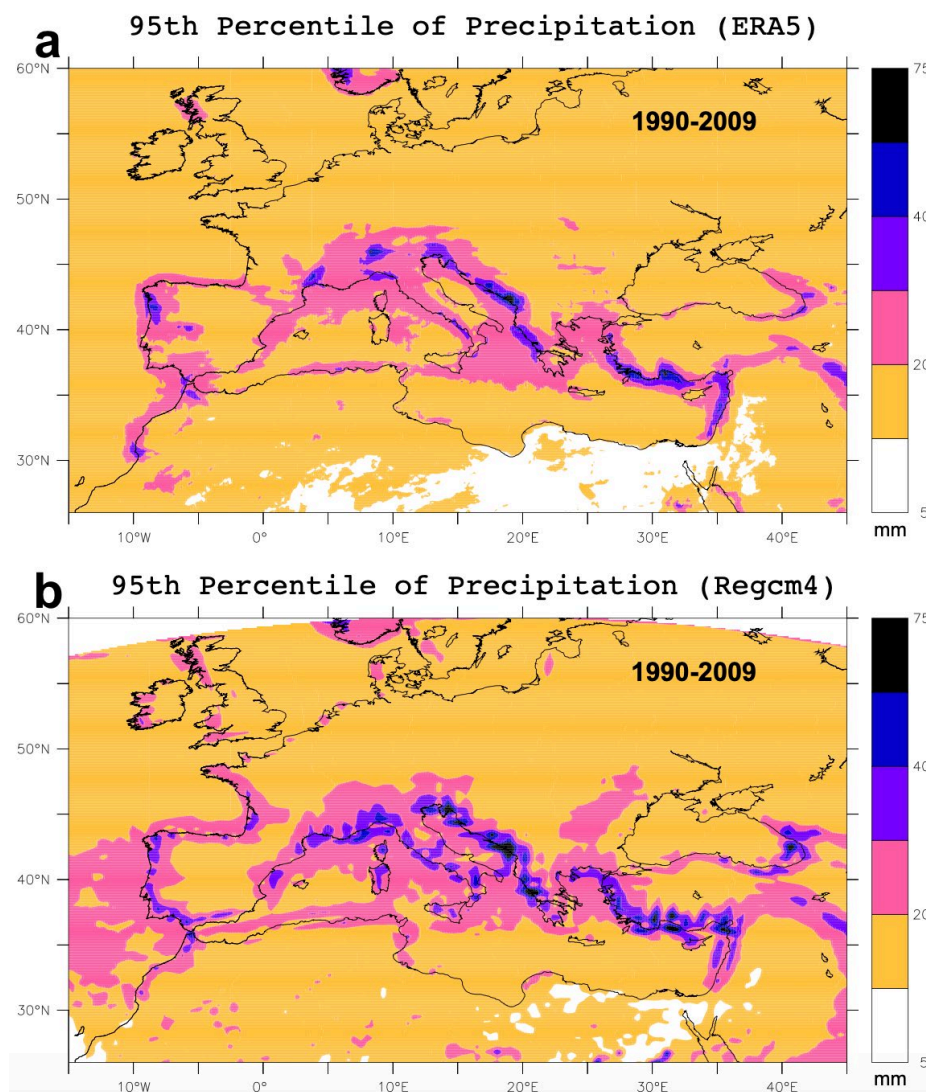 a 95th Percentile of Precipitation (ERA5)
60°N
50°N
40°N
30°N
10°W 0° 10°E 20°E 30°E 40°E
1990-2009
75
40
20
5
mm
b 95th Percentile of Precipitation (Regcm4)
60°N
50°N
40°N
30°N
10°W 0° 10°E 20°E 30°E 40°E
1990-2009
75
40
20
5
mm